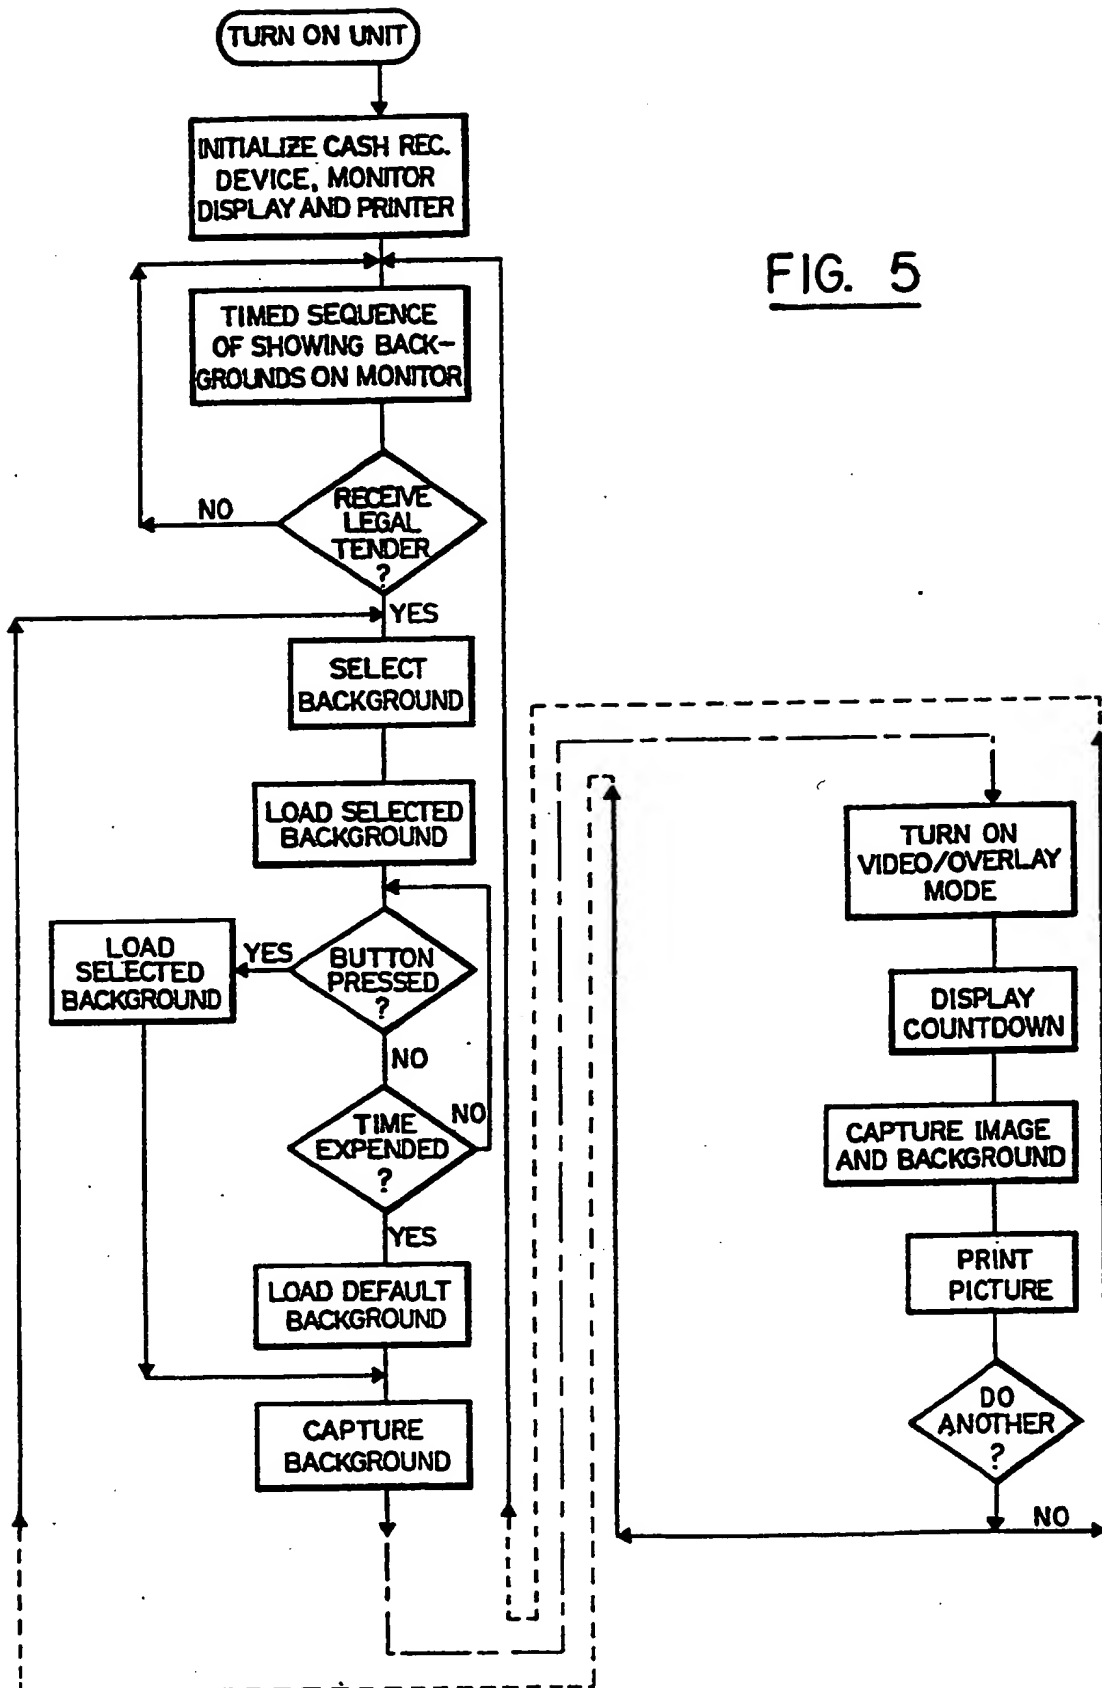 TURN ON UNIT
INITIALIZE CASH REC.
DEVICE, MONITOR
DISPLAY AND PRINTER
FIG. 5
TIMED SEQUENCE
OF SHOWING BACK-
GROUNDS ON MONITOR
RECEIVE
LEGAL
TENDER
?
NO
YES
SELECT
BACKGROUND
LOAD SELECTED
BACKGROUND
BUTTON
PRESSED
?
YES
LOAD
SELECTED
BACKGROUND
NO
TIME
EXPENDED
?
NO
YES
LOAD DEFAULT
BACKGROUND
CAPTURE
BACKGROUND
TURN ON
VIDEO/OVERLAY
MODE
DISPLAY
COUNTDOWN
CAPTURE IMAGE
AND BACKGROUND
PRINT
PICTURE
DO
ANOTHER
?
NO